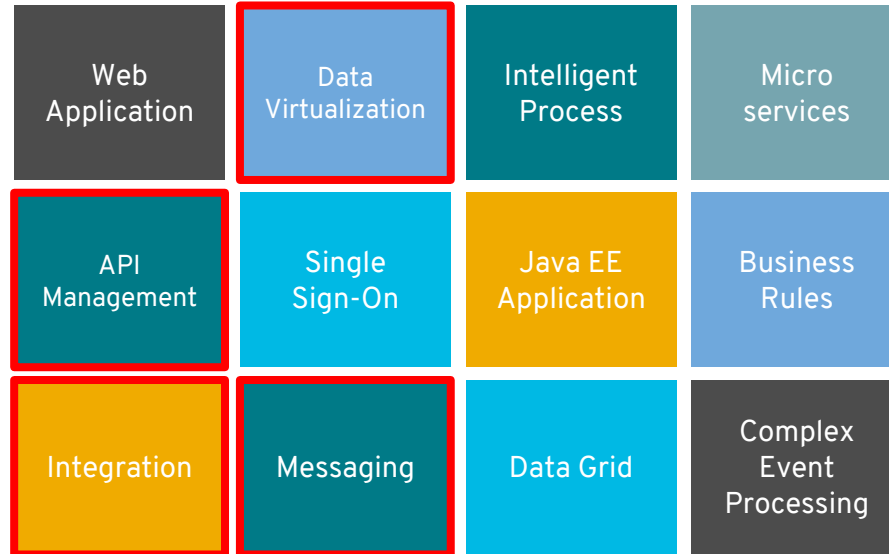 Web
Application
Data
Virtualization
Intelligent
Process
Micro
services
API
Management
Single
Sign-On
Java EE
Application
Business
Rules
Integration
Messaging
Data Grid
Complex
Event
Processing